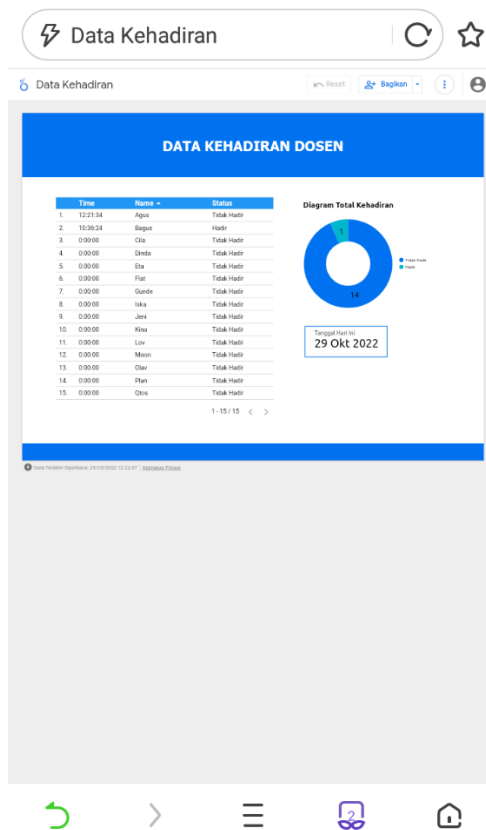 Data Kehadiran
Data Kehadiran
Reset
Bagikan
DATA KEHADIRAN DOSEN
Time Name Status
1. 12:21:34 Agus Tidak Hadir
2. 10:36:24 Bagus Hadir
3. 0:00:00 Cila Tidak Hadir
4. 0:00:00 Dinda Tidak Hadir
5. 0:00:00 Eta Tidak Hadir
6. 0:00:00 Flat Tidak Hadir
7. 0:00:00 Gunde Tidak Hadir
8. 0:00:00 Iska Tidak Hadir
9. 0:00:00 Jeni Tidak Hadir
10. 0:00:00 Kina Tidak Hadir
11. 0:00:00 Lov Tidak Hadir
12. 0:00:00 Moon Tidak Hadir
13. 0:00:00 Olav Tidak Hadir
14. 0:00:00 Plan Tidak Hadir
15. 0:00:00 Qtos Tidak Hadir
1 - 15 / 15
Diagram Total Kehadiran
1
14
Tidak Hadir
Hadir
Tanggal Hari Ini
29 Okt 2022
Data Terakhir Diperbarui: 29/10/2022 12.22.37 | Kebijakan Privasi
2